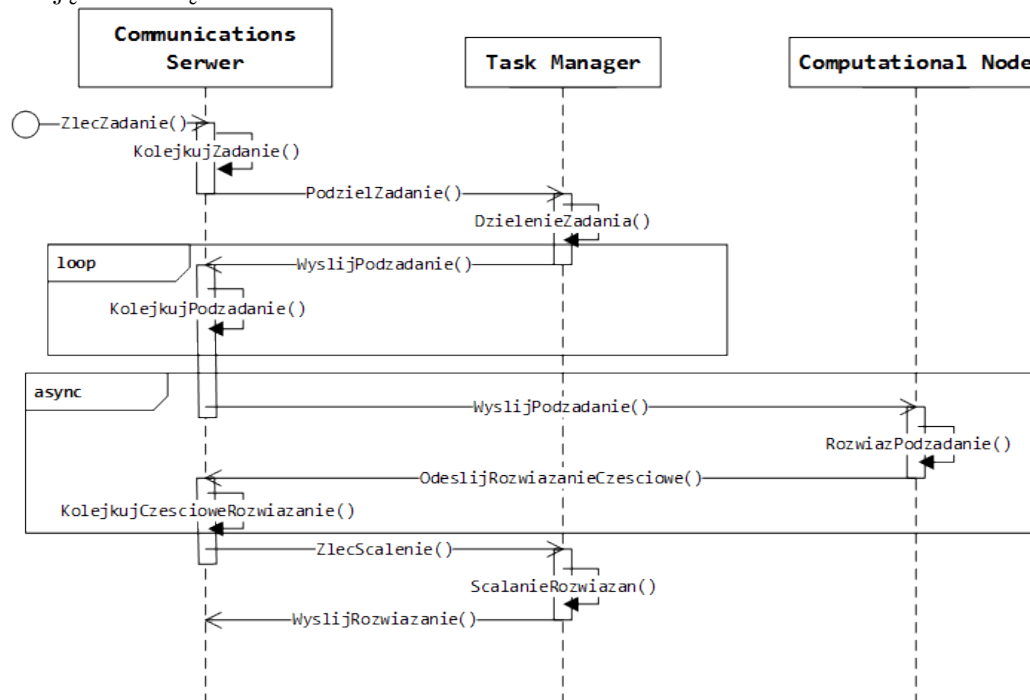 Communications
Serwer
Task Manager
Computational Node
ZlecZadanie()
KolejkujZadanie()
PodzielZadanie()
DzielenieZadania()
loop
WyslijPodzadanie()
KolejkujPodzadanie()
async
WyslijPodzadanie()
RozwiazPodzadanie()
OdeslijRozwiazanieCzesciowe()
KolejkujCzescioweRozwiazanie()
ZlecScalenie()
ScalanieRozwiazan()
WyslijRozwiazanie()